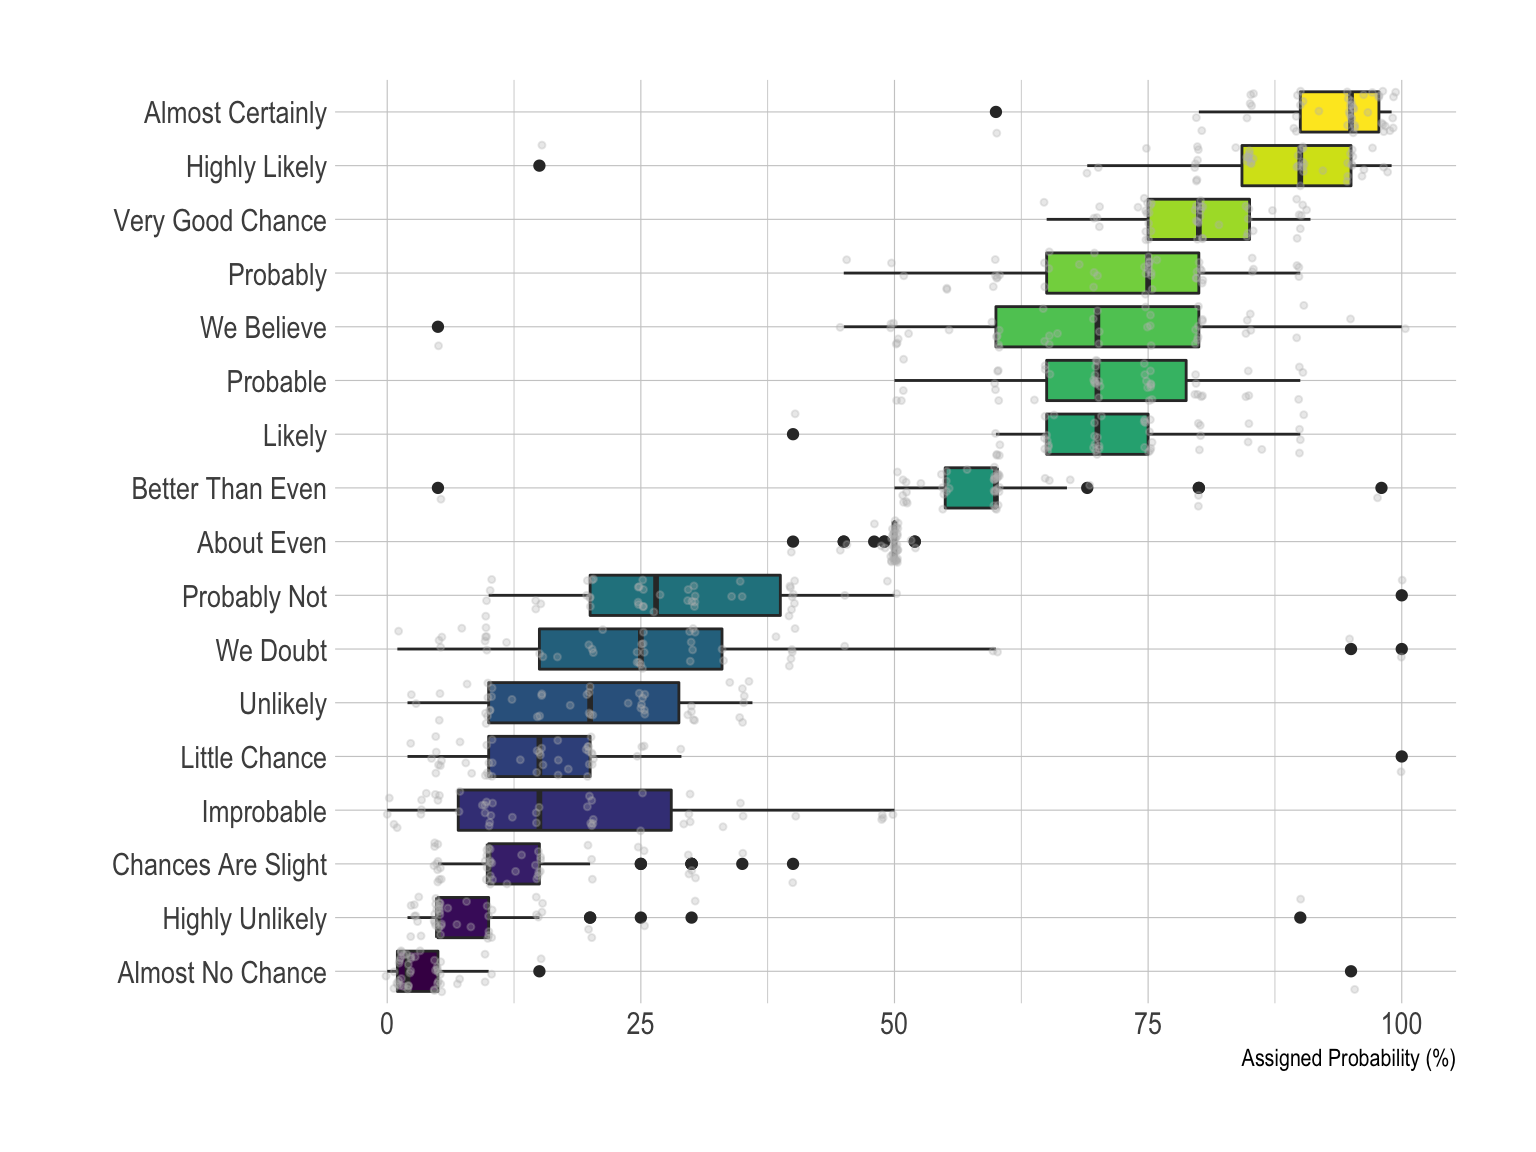 Almost Certainly
Highly Likely
Very Good Chance
Probably
We Believe
Probable
Likely
Better Than Even
About Even
Probably Not
We Doubt
Unlikely
Little Chance
Improbable
Chances Are Slight
Highly Unlikely
Almost No Chance
0 25 50 75 100
Assigned Probability (%)